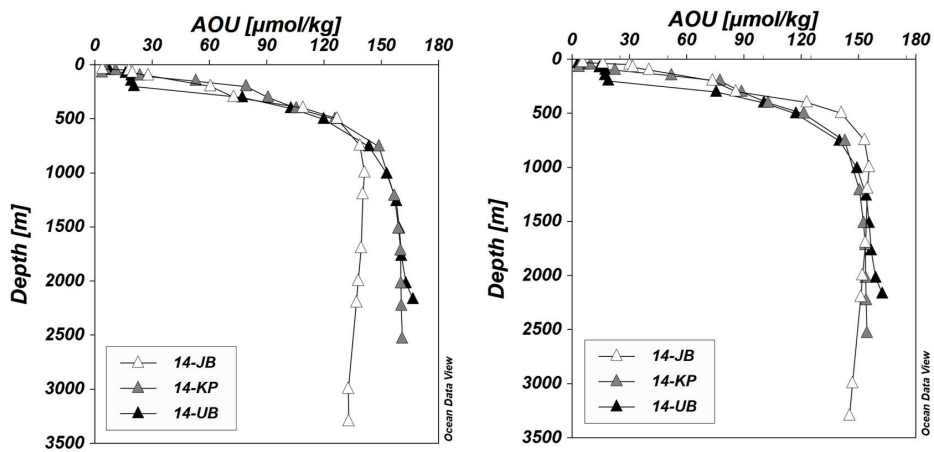 AOU [µmol/kg]
0 30 60 90 120 150 180
0
500
1000
1500
2000
2500
3000
3500
Depth [m]
14-JB
14-KP
14-UB
Ocean Data View
AOU [µmol/kg]
0 30 60 90 120 150 180
0
500
1000
1500
2000
2500
3000
3500
Depth [m]
14-JB
14-KP
14-UB
Ocean Data View